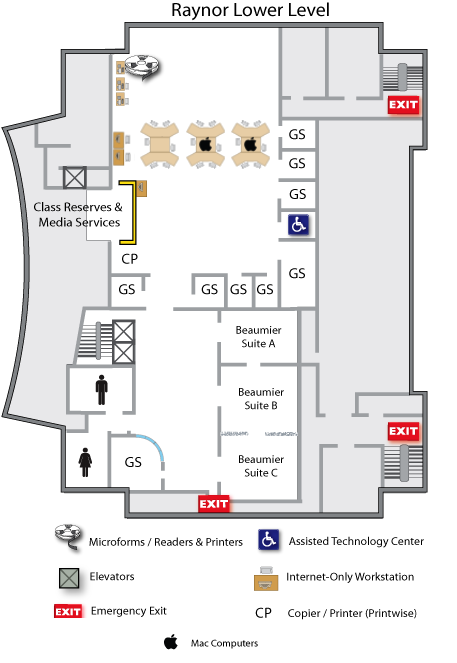 Raynor Lower Level
EXIT
GS
GS
GS
Class Reserves &
Media Services
CP
GS
GS
GS
GS
GS
Beaumier
Suite A
Beaumier
Suite B
EXIT
GS
Beaumier
Suite C
EXIT
Microforms / Readers & Printers
Assisted Technology Center
Elevators
Internet-Only Workstation
EXIT
Emergency Exit
CP
Copier / Printer (Printwise)
Mac Computers